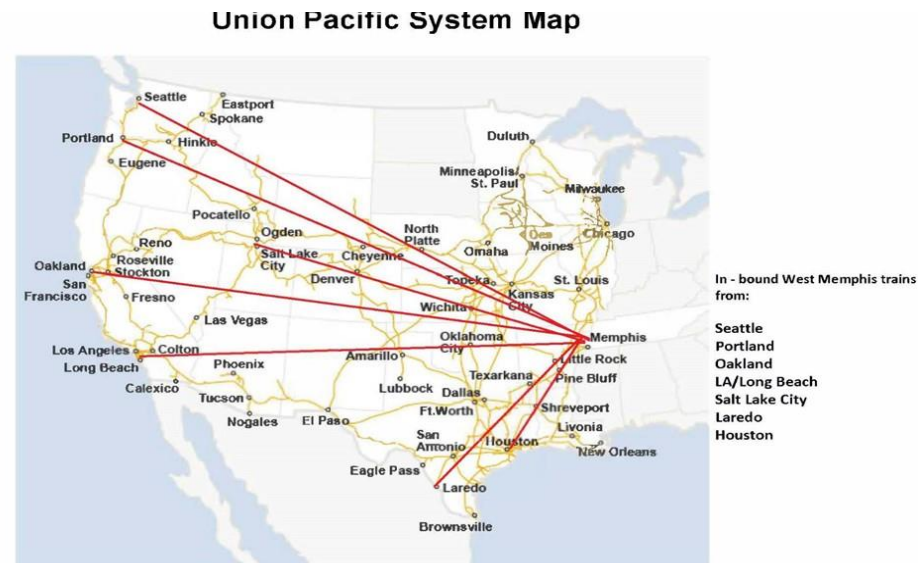 Union Pacific System Map
Seattle
Eastport
Spokane
Portland
Hinkle
Eugene
Duluth
Minneapolis/
St. Paul
Milwaukee
Pocatello
Ogden
North
Platte
Des
Moines
Chicago
Reno
Roseville
Salt Lake
City
Cheyenne
Omaha
Oakland
Stockton
San
Francisco
Denver
Topeka
Kansas
City
St. Louis
Fresno
Las Vegas
Wichita
Oklahoma
City
Memphis
Los Angeles
Colton
Long Beach
Phoenix
Amarillo
Little Rock
Calexico
Lubbock
Texarkana
Pine Bluff
Tucson
Dallas
Ft.Worth
Shreveport
Nogales
El Paso
San
Antonio
Houston
Livonia
New Orleans
Eagle Pass
Laredo
Brownsville
In - bound West Memphis trains
from:
Seattle
Portland
Oakland
LA/Long Beach
Salt Lake City
Laredo
Houston